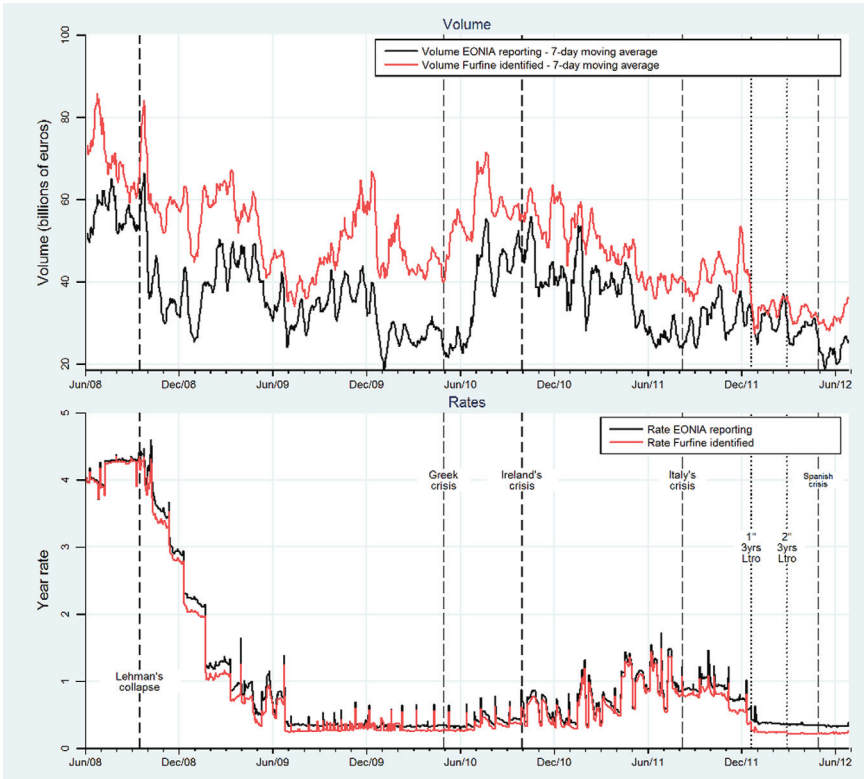 Volume
Volume EONIA reporting - 7-day moving average
Volume Furfine identified - 7-day moving average
Volume (billions of euros)
100
80
60
40
20
Jun/08 Dec/08 Jun/09 Dec/09 Jun/10 Dec/10 Jun/11 Dec/11 Jun/12
Rates
Rate EONIA reporting
Rate Furfine identified
Year rate
5
4
3
2
1
0
Lehman's
collapse
Greek
crisis
Ireland's
crisis
Italy's
crisis
1"
3yrs
Ltro
2"
3yrs
Ltro
Spanish
crisis
Jun/08 Dec/08 Jun/09 Dec/09 Jun/10 Dec/10 Jun/11 Dec/11 Jun/12